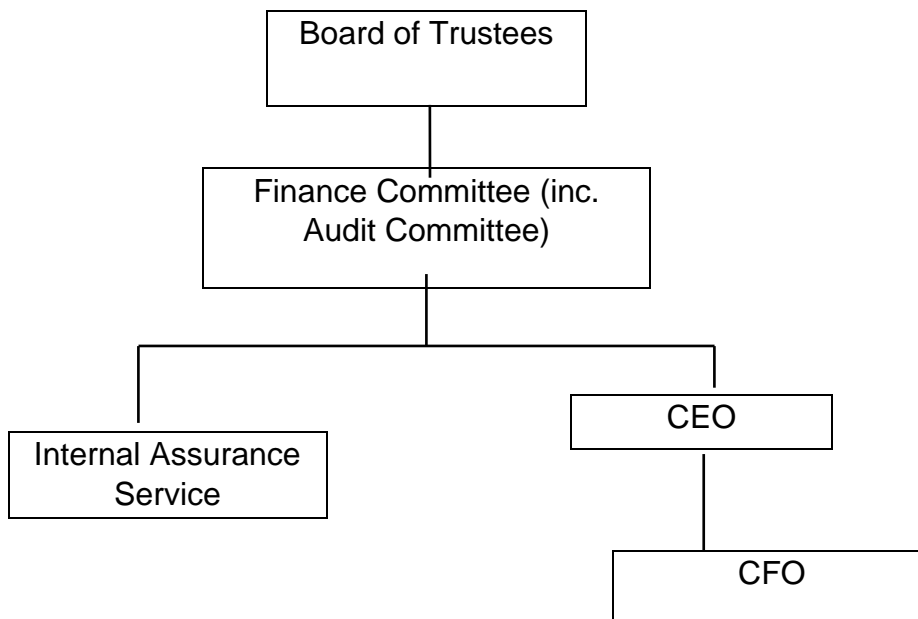 Board of Trustees
Finance Committee (inc.
Audit Committee)
CEO
Internal Assurance
Service
CFO